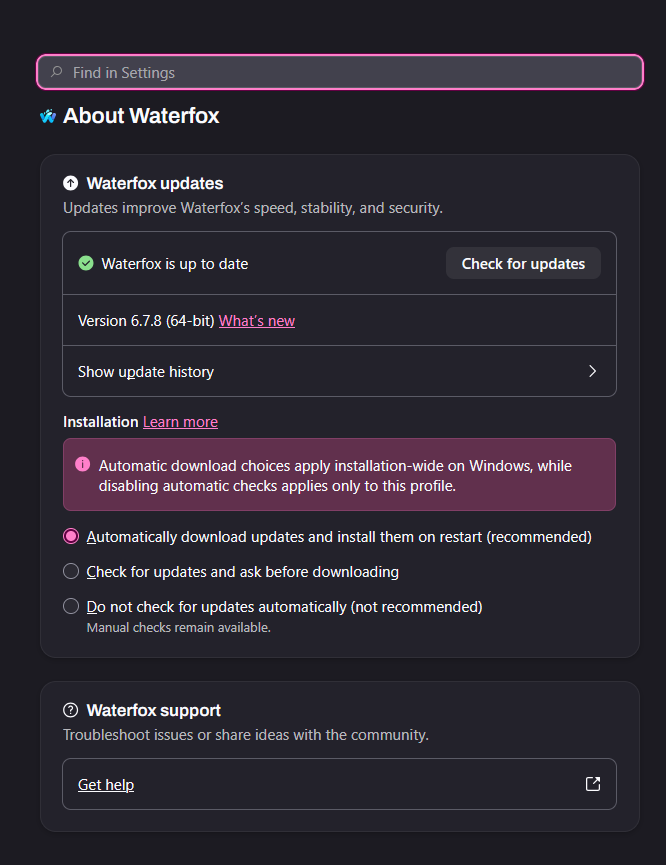 Find in Settings
About Waterfox
Waterfox updates
Updates improve Waterfox's speed, stability, and security.
Waterfox is up to date
Check for updates
Version 6.7.8 (64-bit) What's new
Show update history
Installation Learn more
Automatic download choices apply installation-wide on Windows, while
disabling automatic checks applies only to this profile.
Automatically download updates and install them on restart (recommended)
Check for updates and ask before downloading
Do not check for updates automatically (not recommended)
Manual checks remain available.
Waterfox support
Troubleshoot issues or share ideas with the community.
Get help